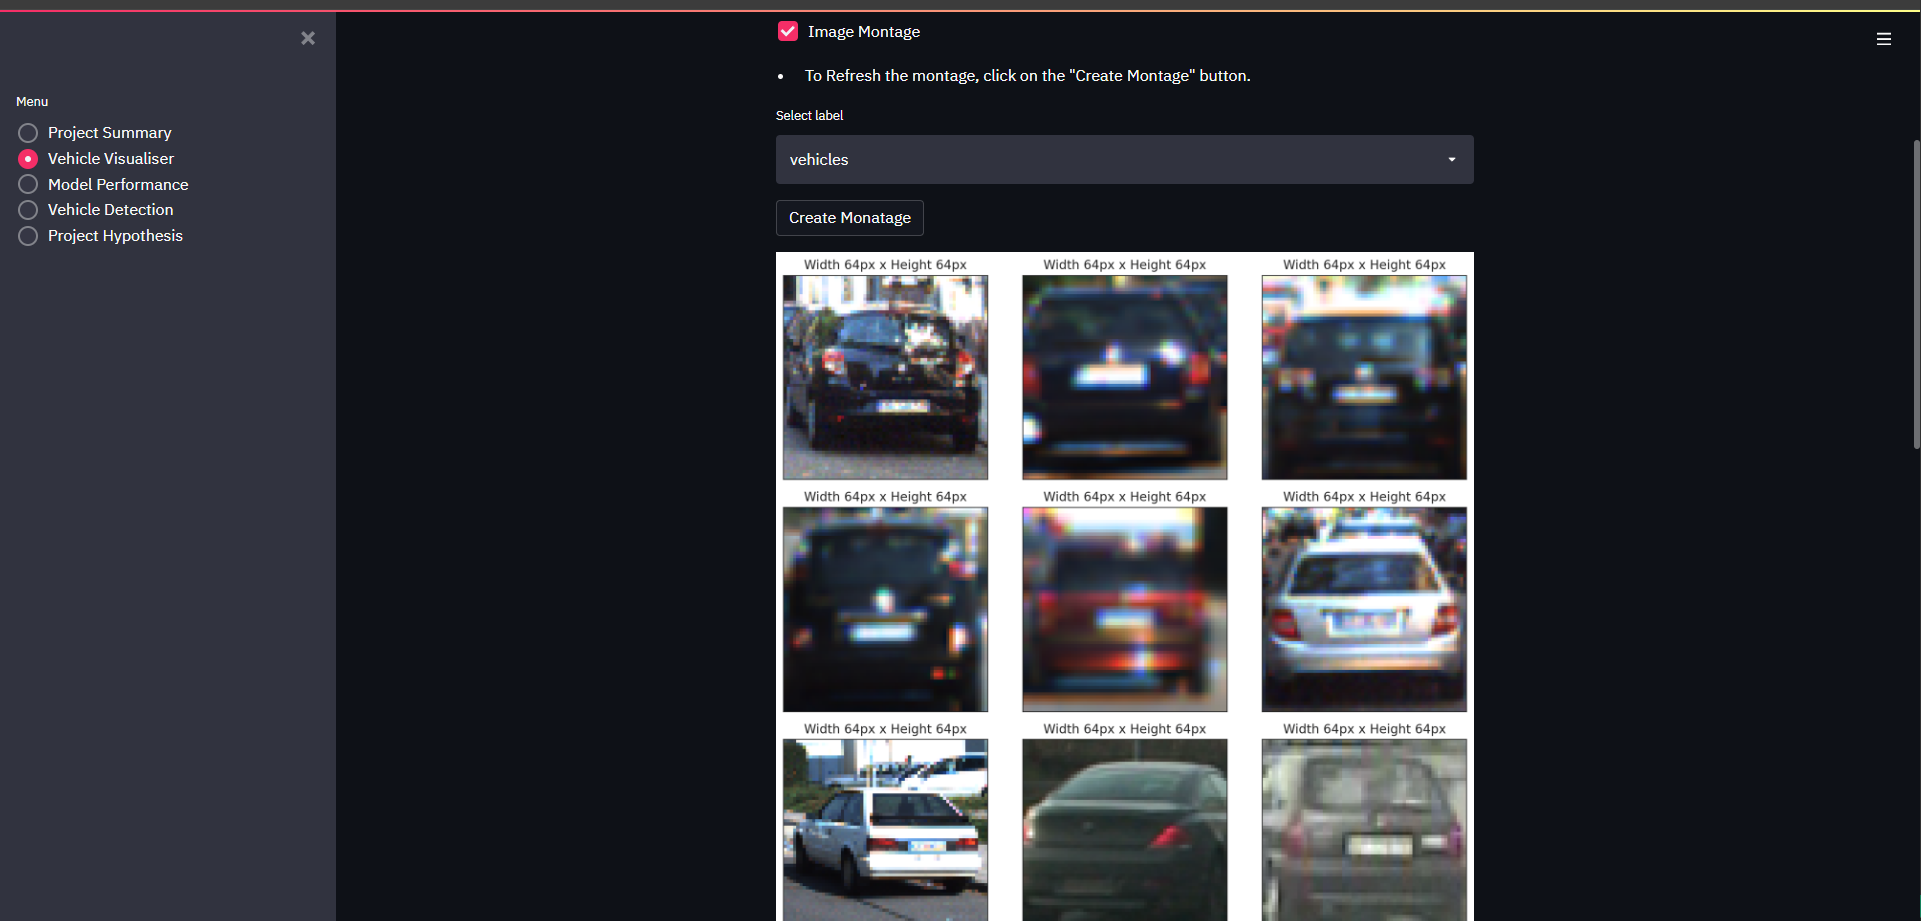 Image Montage
To Refresh the montage, click on the "Create Montage" button.
Menu
Select label
Project Summary
Vehicle Visualiser
vehicles
Model Performance
Vehicle Detection
Create Monatage
Project Hypothesis
Width 64px x Height 64px
Width 64px x Height 64px
Width 64px x Height 64px
Width 64px x Height 64px
Width 64px x Height 64px
Width 64px x Height 64px
Width 64px x Height 64px
Width 64px x Height 64px
Width 64px x Height 64px